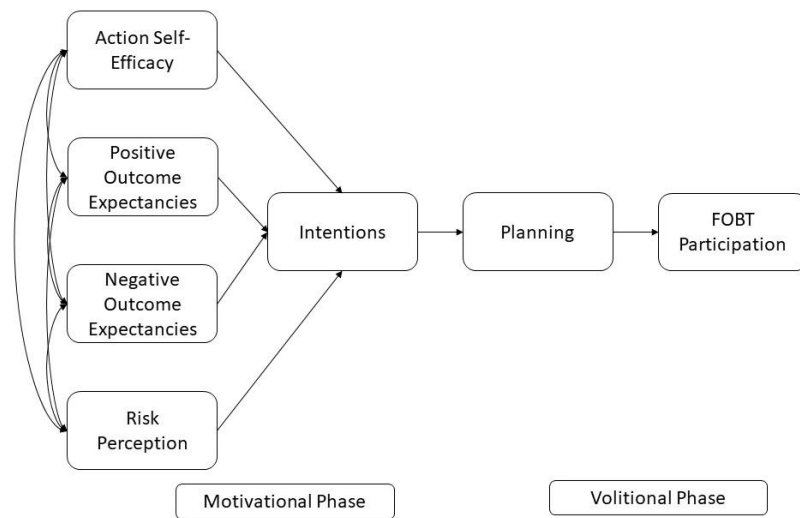 Action Self-
Efficacy
Positive
Outcome
Expectancies
Negative
Outcome
Expectancies
Risk
Perception
Intentions
Planning
FOBT
Participation
Motivational Phase
Volitional Phase